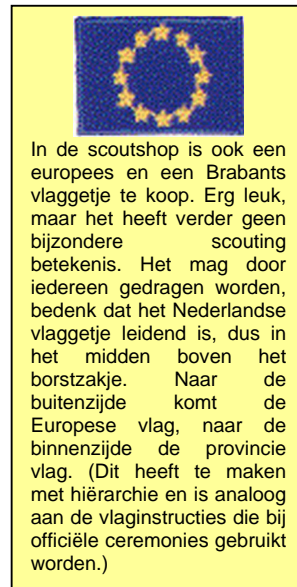 In de scoutshop is ook een
europees en een Brabants
vlaggetje te koop. Erg leuk,
maar het heeft verder geen
bijzondere scouting
betekenis. Het mag door
iedereen gedragen worden,
bedenk dat het Nederlandse
vlaggetje leidend is, dus in
het midden boven het
borstzakje. Naar de
buitenzijde komt de
Europese vlag, naar de
binnenzijde de provincie
vlag. (Dit heeft te maken
met hiërarchie en is analoog
aan de vlaginstructies die bij
officiële ceremonies gebruikt
worden.)